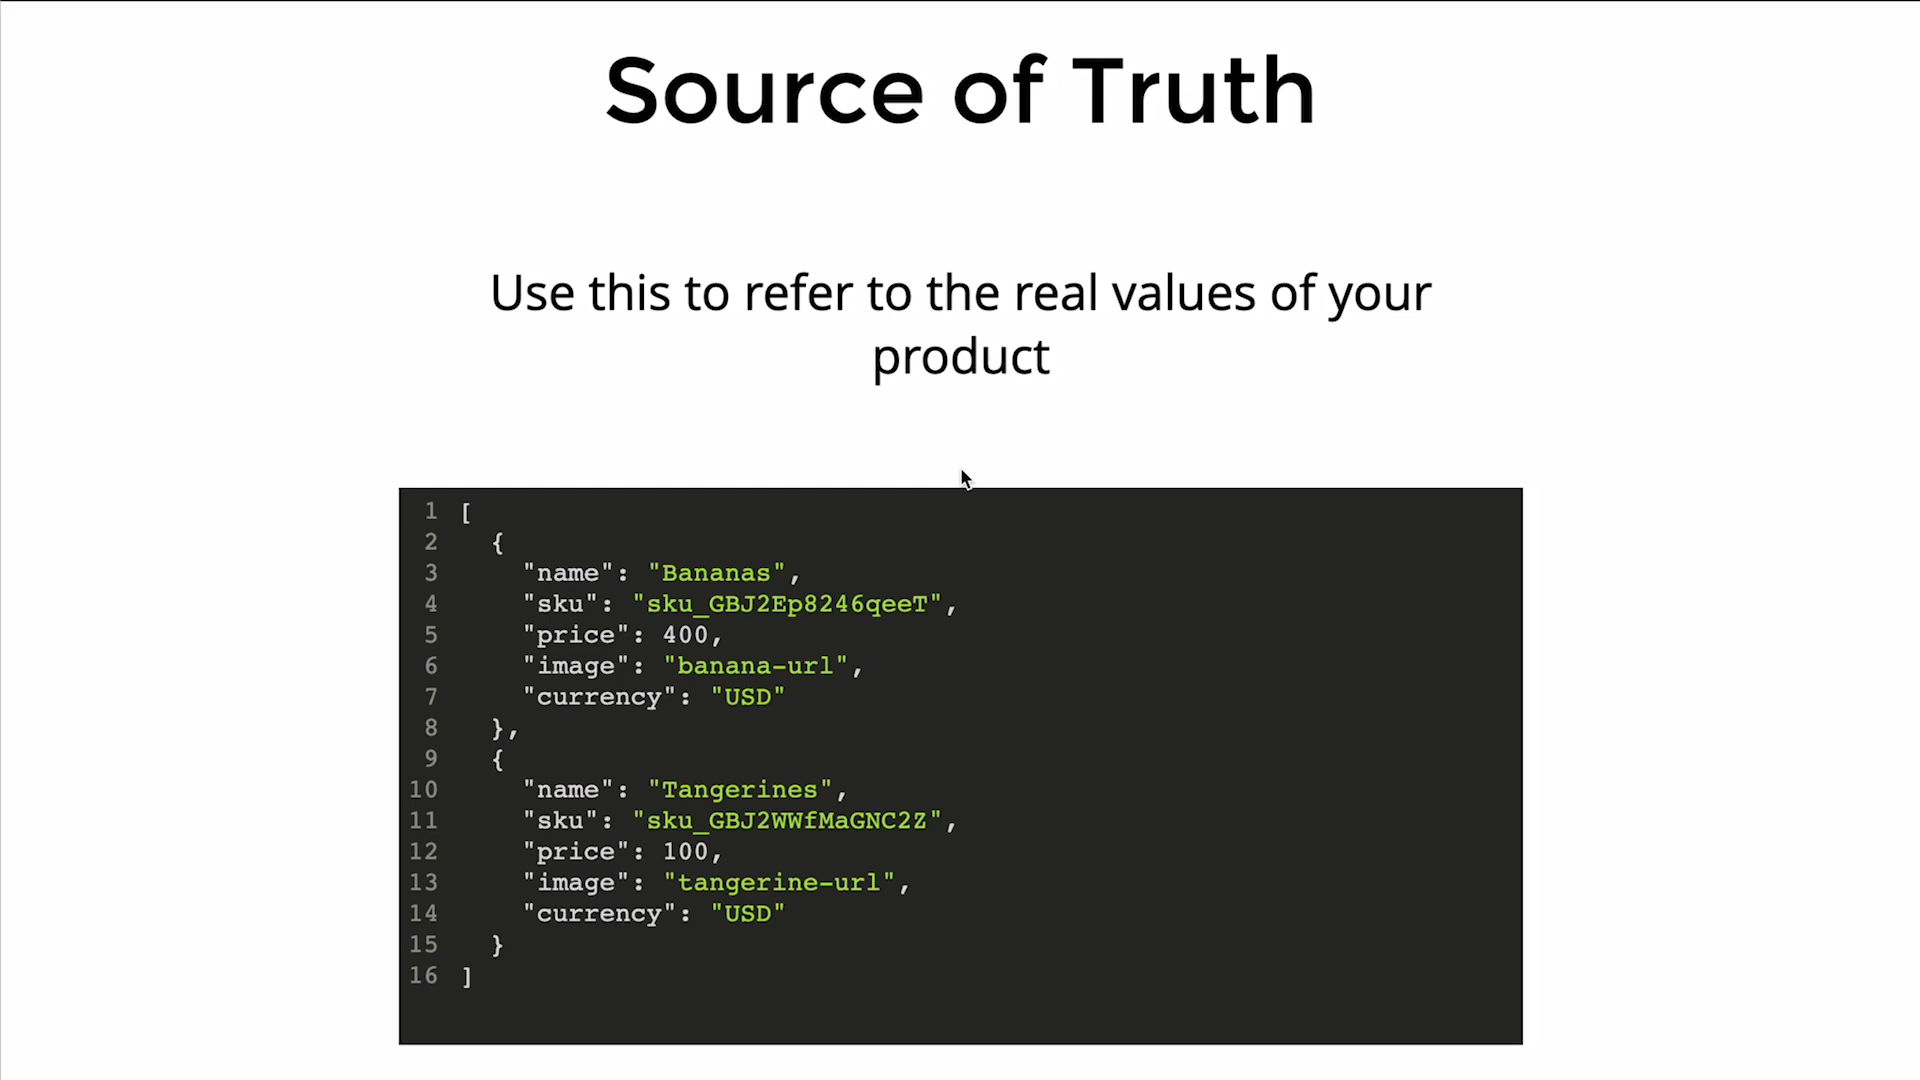 Source of Truth
Use this to refer to the real values of your
product
1 [
2 {
3 "name": "Bananas",
4 "sku": "sku_GBJ2Ep8246qeeT",
5 "price": 400,
6 "image": "banana-url",
7 "currency": "USD"
8 },
9 {
10 "name": "Tangerines",
11 "sku": "sku_GBJ2WWfMaGNC2Z",
12 "price": 100,
13 "image": "tangerine-url",
14 "currency": "USD"
15 }
16 ]